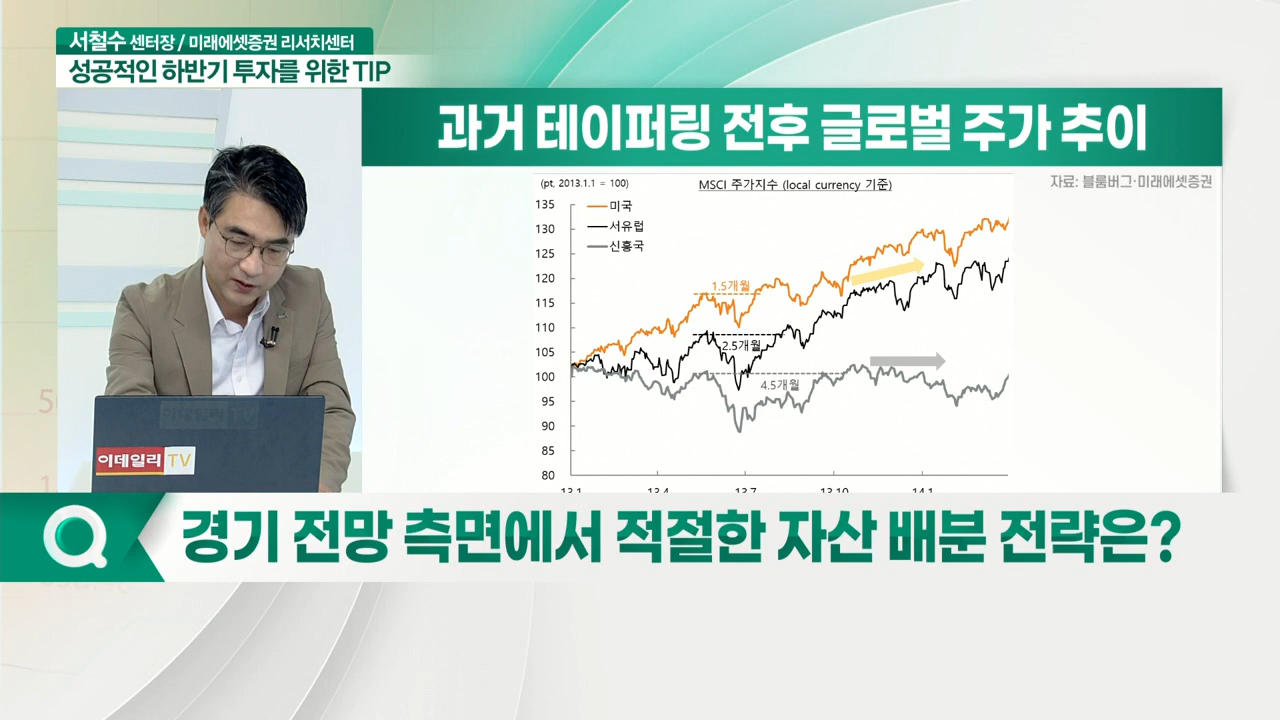 서철수 센터장 / 미래에셋증권 리서치센터
성공적인 하반기 투자를 위한 TIP
과거 테이퍼링 전후 글로벌 주가 추이
자료: 블룸버그·미래에셋증권
(pt, 2013.1.1 = 100)
MSCI 주가지수 (local currency 기준)
미국
서유럽
신흥국
135
130
125
120
115
110
105
100
95
90
85
80
1.5개월
2.5개월
4.5개월
13.1 13.4 13.7 13.10 14.1
이데일리 TV
경기 전망 측면에서 적절한 자산 배분 전략은?